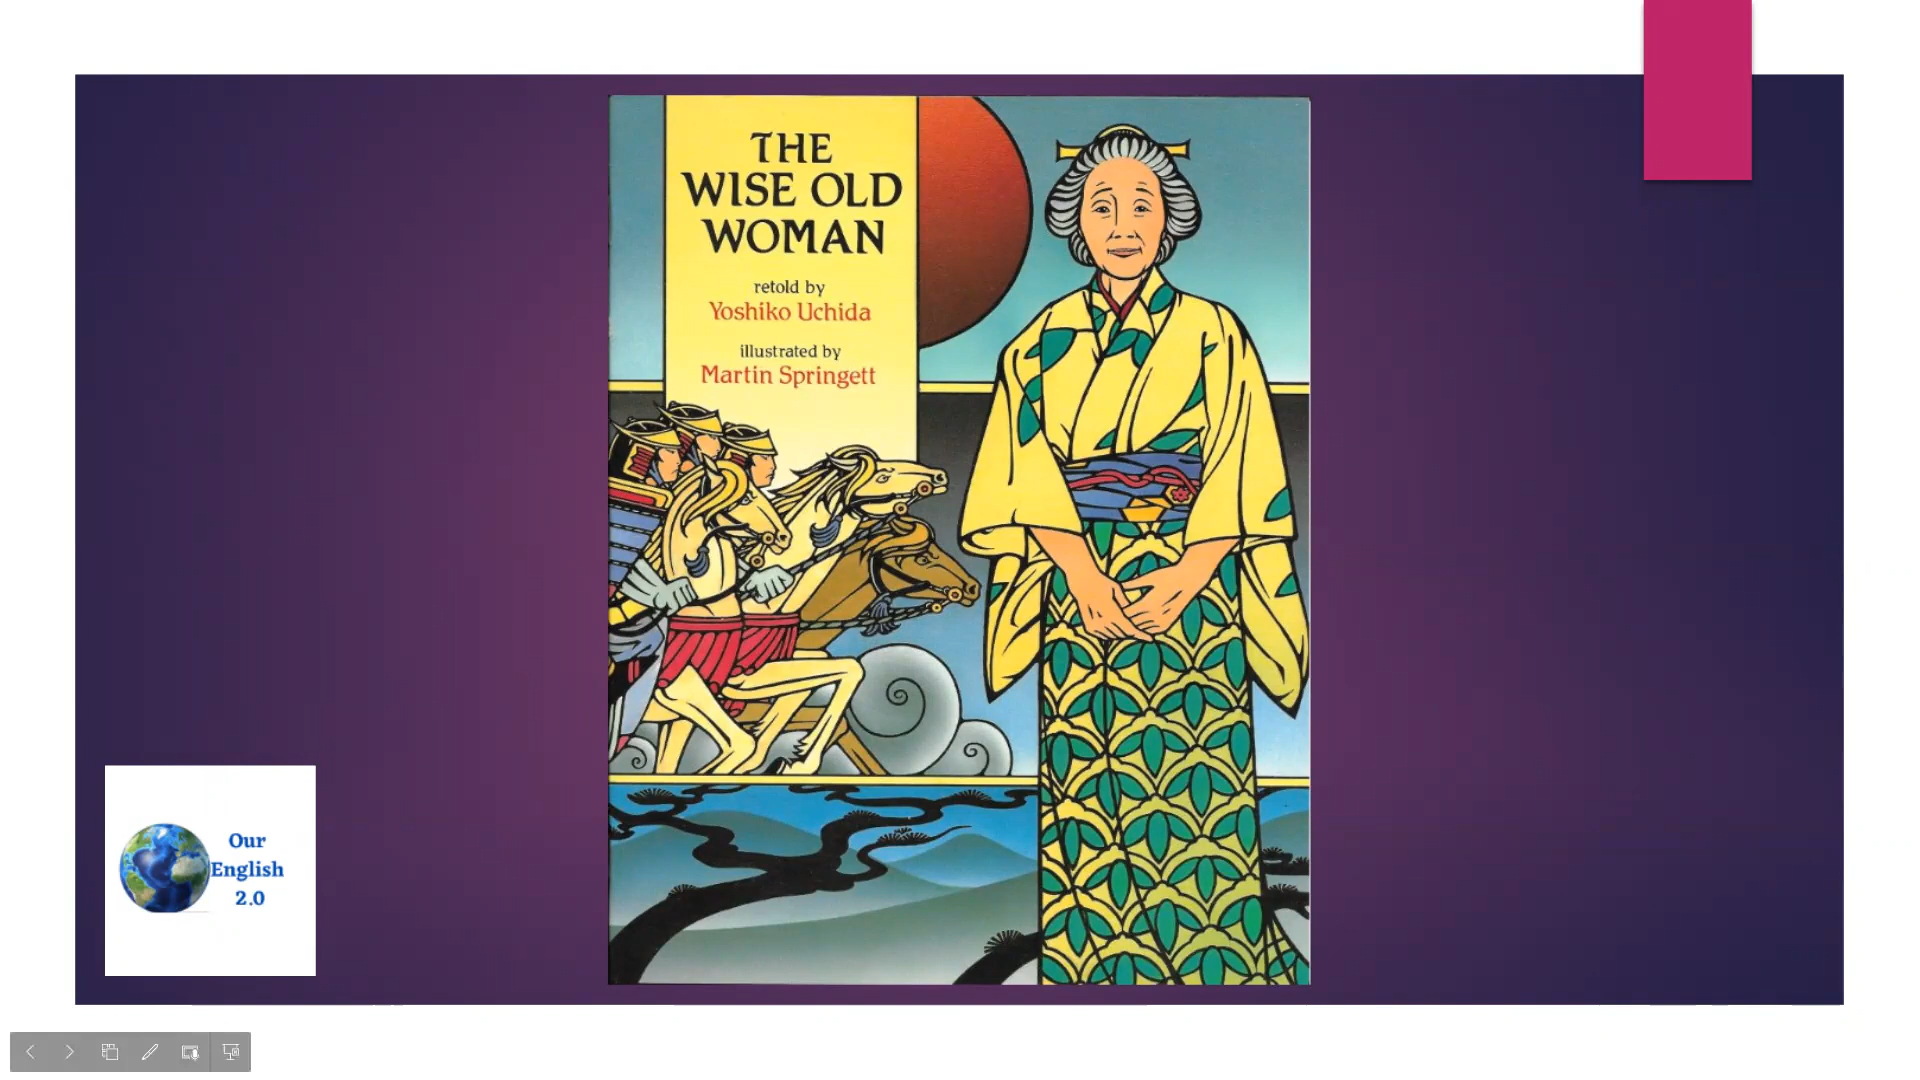 THE
WISE OLD
WOMAN
retold by
Yoshiko Uchida
illustrated by
Martin Springett
Our
English
2.0